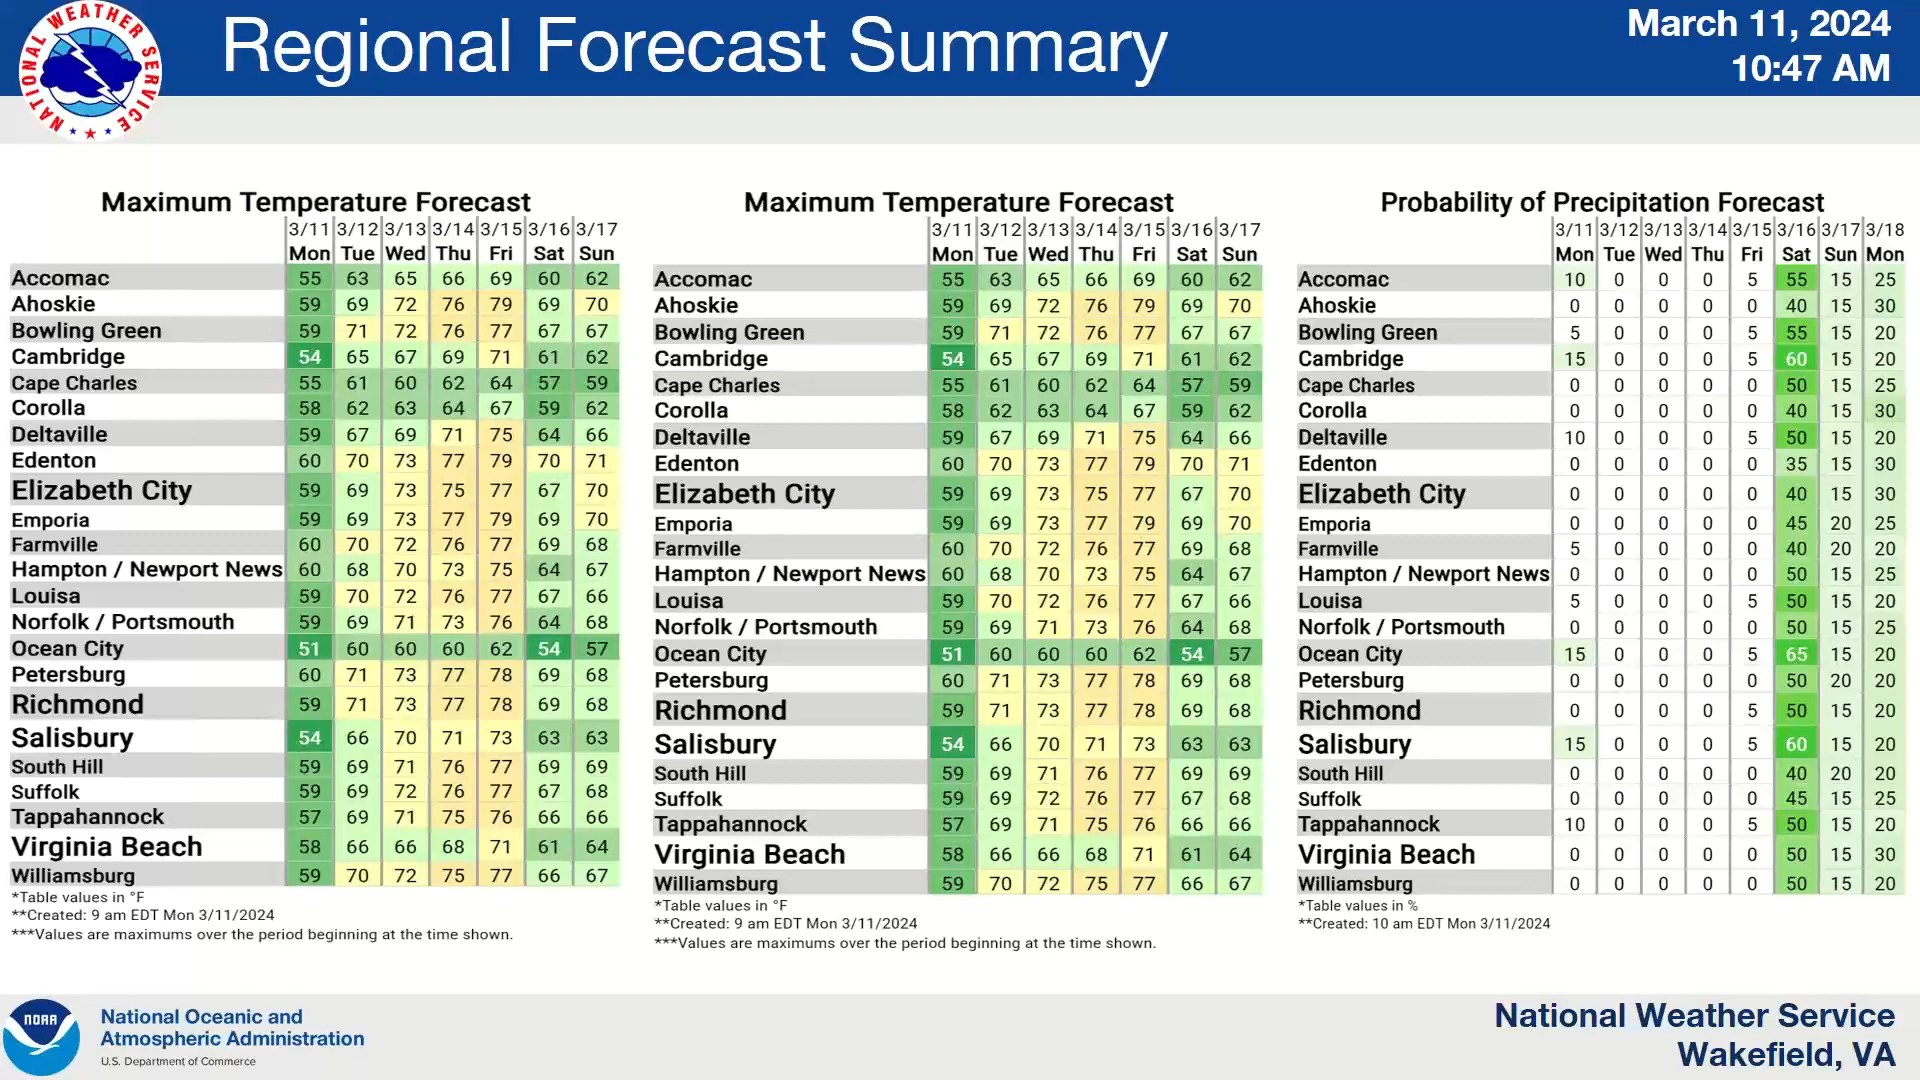 NATIONAL WEATHER SERVICE
Regional Forecast Summary
March 11, 2024
10:47 AM
Maximum Temperature Forecast
3/11 3/12 3/13 3/14 3/15 3/16 3/17
Mon Tue Wed Thu Fri Sat Sun
Accomac 55 63 65 66 69 60 62
Ahoskie 59 69 72 76 79 69 70
Bowling Green 59 71 72 76 77 67 67
Cambridge 54 65 67 69 71 61 62
Cape Charles 55 61 60 62 64 57 59
Corolla 58 62 63 64 67 59 62
Deltaville 59 67 69 71 75 64 66
Edenton 60 70 73 77 79 70 71
Elizabeth City 59 69 73 75 77 67 70
Emporia 59 69 73 77 79 69 70
Farmville 60 70 72 76 77 69 68
Hampton / Newport News 60 68 70 73 75 64 67
Louisa 59 70 72 76 77 67 66
Norfolk / Portsmouth 59 69 71 73 76 64 68
Ocean City 51 60 60 60 62 54 57
Petersburg 60 71 73 77 78 69 68
Richmond 59 71 73 77 78 69 68
Salisbury 54 66 70 71 73 63 63
South Hill 59 69 71 76 77 69 69
Suffolk 59 69 72 76 77 67 68
Tappahannock 57 69 71 75 76 66 66
Virginia Beach 58 66 66 68 71 61 64
Williamsburg 59 70 72 75 77 66 67
*Table values in °F
**Created: 9 am EDT Mon 3/11/2024
***Values are maximums over the period beginning at the time shown.
Maximum Temperature Forecast
3/11 3/12 3/13 3/14 3/15 3/16 3/17
Mon Tue Wed Thu Fri Sat Sun
Accomac 55 63 65 66 69 60 62
Ahoskie 59 69 72 76 79 69 70
Bowling Green 59 71 72 76 77 67 67
Cambridge 54 65 67 69 71 61 62
Cape Charles 55 61 60 62 64 57 59
Corolla 58 62 63 64 67 59 62
Deltaville 59 67 69 71 75 64 66
Edenton 60 70 73 77 79 70 71
Elizabeth City 59 69 73 75 77 67 70
Emporia 59 69 73 77 79 69 70
Farmville 60 70 72 76 77 69 68
Hampton / Newport News 60 68 70 73 75 64 67
Louisa 59 70 72 76 77 67 66
Norfolk / Portsmouth 59 69 71 73 76 64 68
Ocean City 51 60 60 60 62 54 57
Petersburg 60 71 73 77 78 69 68
Richmond 59 71 73 77 78 69 68
Salisbury 54 66 70 71 73 63 63
South Hill 59 69 71 76 77 69 69
Suffolk 59 69 72 76 77 67 68
Tappahannock 57 69 71 75 76 66 66
Virginia Beach 58 66 66 68 71 61 64
Williamsburg 59 70 72 75 77 66 67
*Table values in °F
**Created: 9 am EDT Mon 3/11/2024
***Values are maximums over the period beginning at the time shown.
Probability of Precipitation Forecast
3/11 3/12 3/13 3/14 3/15 3/16 3/17 3/18
Mon Tue Wed Thu Fri Sat Sun Mon
Accomac 10 0 0 0 5 55 15 25
Ahoskie 0 0 0 0 0 40 15 30
Bowling Green 5 0 0 0 5 55 15 20
Cambridge 15 0 0 0 5 60 15 20
Cape Charles 0 0 0 0 0 50 15 25
Corolla 0 0 0 0 0 40 15 30
Deltaville 10 0 0 0 5 50 15 20
Edenton 0 0 0 0 0 35 15 30
Elizabeth City 0 0 0 0 0 40 15 30
Emporia 0 0 0 0 0 45 20 25
Farmville 5 0 0 0 0 40 20 20
Hampton / Newport News 0 0 0 0 0 50 15 25
Louisa 5 0 0 0 5 50 15 20
Norfolk / Portsmouth 0 0 0 0 0 50 15 25
Ocean City 15 0 0 0 5 65 15 20
Petersburg 0 0 0 0 0 50 20 20
Richmond 0 0 0 0 5 50 15 20
Salisbury 15 0 0 0 5 60 15 20
South Hill 0 0 0 0 0 40 20 20
Suffolk 0 0 0 0 0 45 15 25
Tappahannock 10 0 0 0 5 50 15 20
Virginia Beach 0 0 0 0 0 50 15 30
Williamsburg 0 0 0 0 0 50 15 20
*Table values in %
**Created: 10 am EDT Mon 3/11/2024
NOAA
National Oceanic and
Atmospheric Administration
U.S. Department of Commerce
National Weather Service
Wakefield, VA